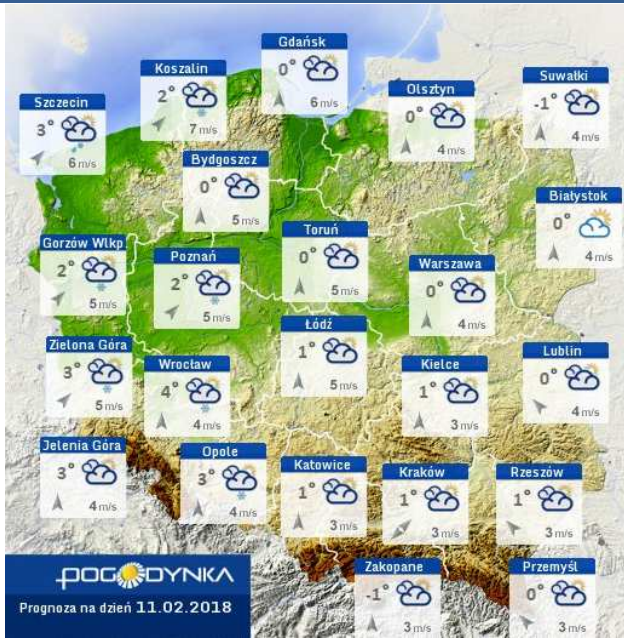 Gdańsk
0°
6 m/s
Koszalin
2°
7 m/s
Suwałki
-1°
4 m/s
Olsztyn
0°
4 m/s
Szczecin
3°
6 m/s
Bydgoszcz
0°
5 m/s
Białystok
0°
4 m/s
Toruń
0°
5 m/s
Gorzów Wlkp
2°
5 m/s
Poznań
2°
5 m/s
Warszawa
0°
4 m/s
Łódź
1°
5 m/s
Zielona Góra
3°
5 m/s
Wrocław
4°
4 m/s
Kielce
1°
3 m/s
Lublin
0°
4 m/s
Jelenia Góra
3°
4 m/s
Opole
3°
4 m/s
Katowice
1°
3 m/s
Kraków
1°
3 m/s
Rzeszów
1°
3 m/s
Zakopane
-1°
3 m/s
Przemyśl
0°
3 m/s
POGODYNKA
Prognoza na dzień 11.02.2018